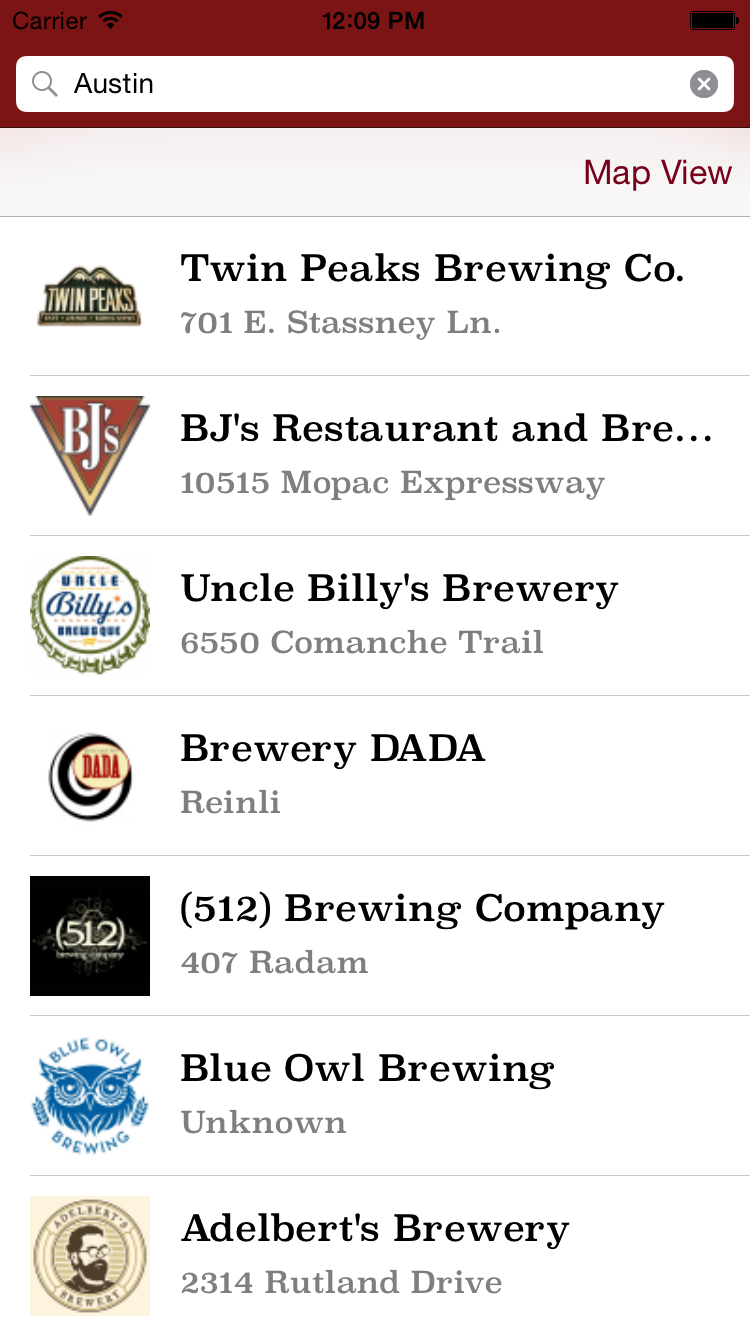 Carrier 12:09 PM
Austin
Map View
TWIN PEAKS
Twin Peaks Brewing Co.
701 E. Stassney Ln.
BJ's
BJ's Restaurant and Bre...
10515 Mopac Expressway
UNCLE
Billy's
BREW & QUE
Uncle Billy's Brewery
6550 Comanche Trail
DADA
Brewery DADA
Reinli
(512)
brewing company
(512) Brewing Company
407 Radam
BLUE OWL
BREWING
Blue Owl Brewing
Unknown
ADELBERT'S
BREWERY
Adelbert's Brewery
2314 Rutland Drive